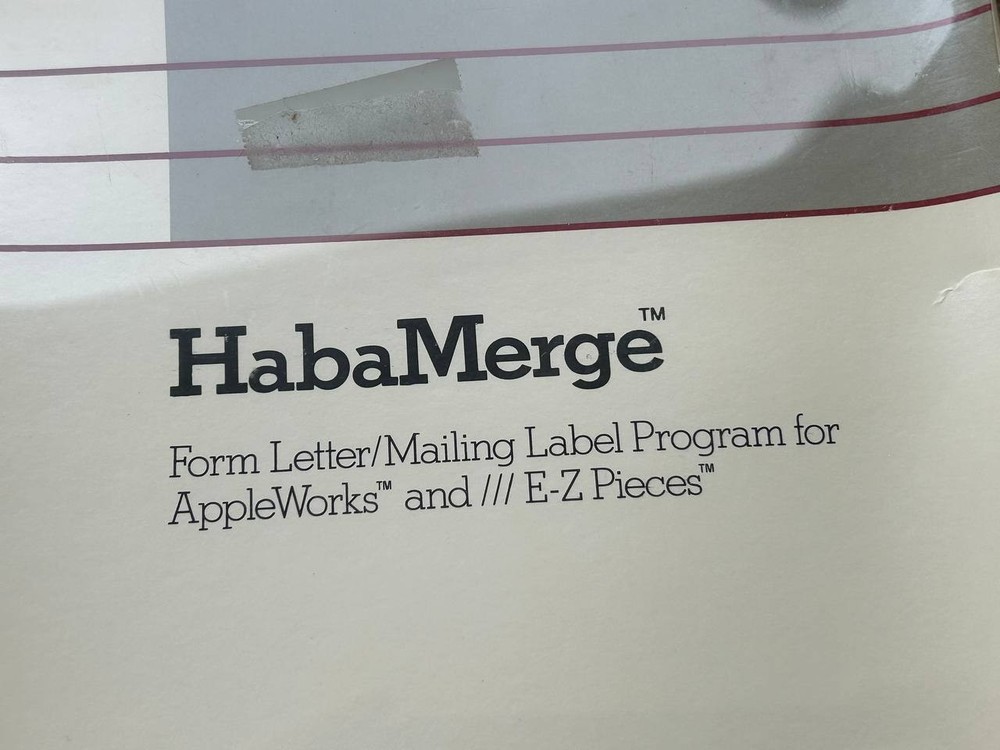 HabaMerge™
Form Letter/Mailing Label Program for
AppleWorks™ and /// E-Z Pieces™